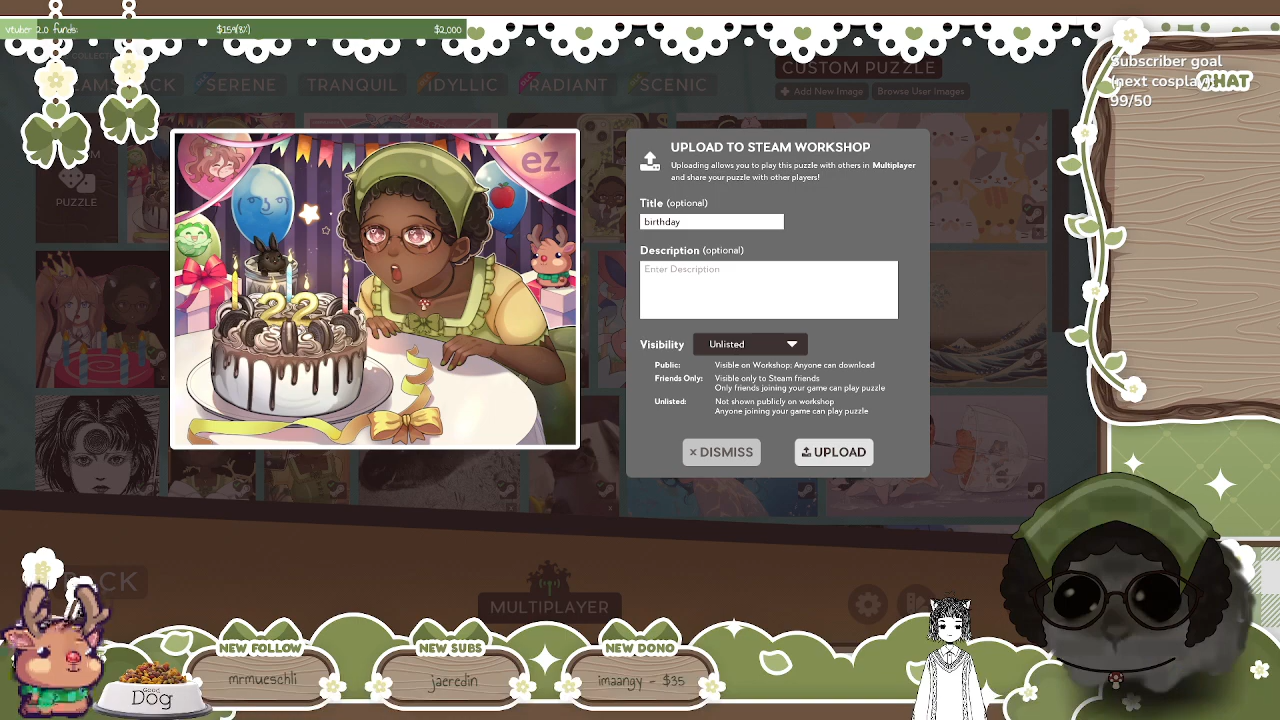 vtuber 2.0 funds:
$159(8%)
$2,000
SERENE
TRANQUIL
IDYLLIC
RADIANT
SCENIC
CUSTOM PUZZLE
Add New Image
Browse User Images
PUZZLE
ez
22
UPLOAD TO STEAM WORKSHOP
Uploading allows you to play this puzzle with others in Multiplayer
and share your puzzle with other players!
Title (optional)
birthday
Description (optional)
Enter Description
Visibility
Unlisted
Public: Visible on Workshop; Anyone can download
Friends Only: Visible only to Steam friends
Only friends joining your game can play puzzle
Unlisted: Not shown publicly on workshop
Anyone joining your game can play puzzle
× DISMISS
UPLOAD
Subscriber goal
(next cosplay)
99/50
CHAT
MULTIPLAYER
NEW FOLLOW
mrmueschli
NEW SUBS
jaeredin
NEW DONO
imaangy - $35
Good
Dog